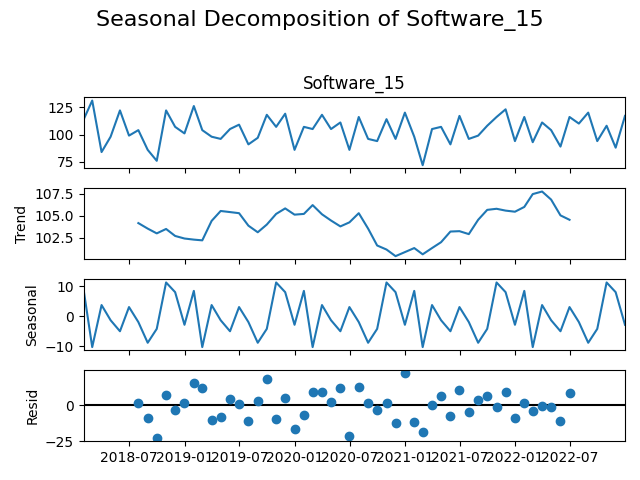 Seasonal Decomposition of Software_15
Software_15
125
100
75
Trend
107.5
105.0
102.5
Seasonal
10
0
−10
Resid
0
−25
2018-07 2019-01 2019-07 2020-01 2020-07 2021-01 2021-07 2022-01 2022-07